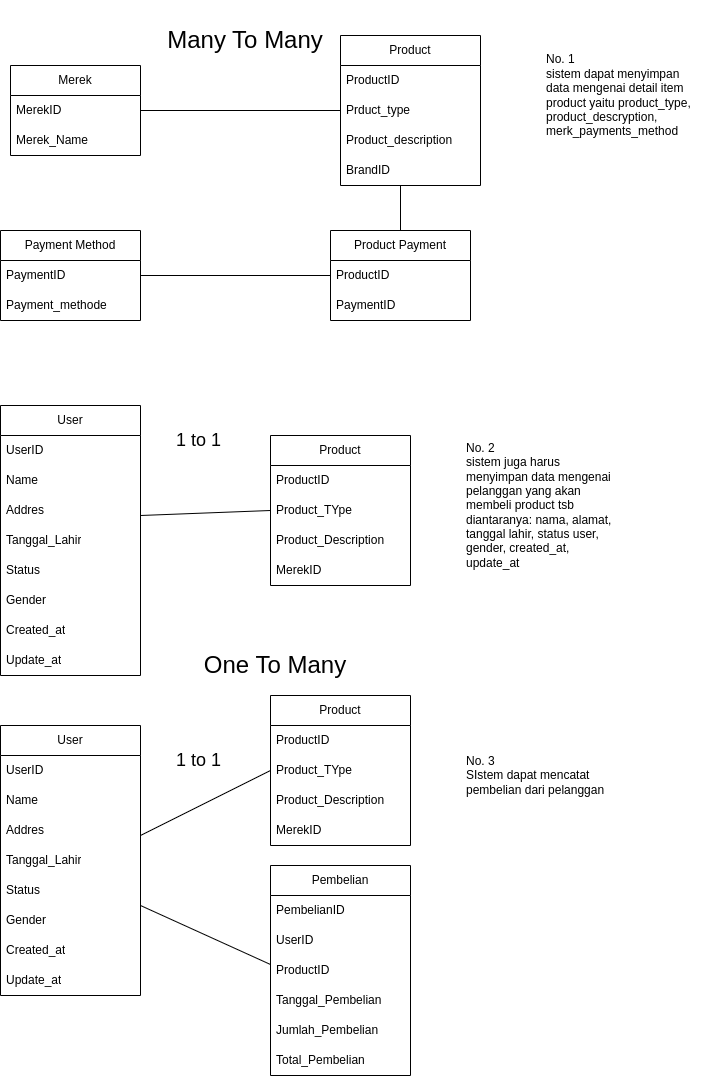 Many To Many
Merek
MerekID
Merek_Name
Product
ProductID
Prduct_type
Product_description
BrandID
No. 1
sistem dapat menyimpan
data mengenai detail item
product yaitu product_type,
product_descryption,
merk_payments_method
Payment Method
PaymentID
Payment_methode
Product Payment
ProductID
PaymentID
User
UserID
Name
Addres
Tanggal_Lahir
Status
Gender
Created_at
Update_at
1 to 1
Product
ProductID
Product_TYpe
Product_Description
MerekID
No. 2
sistem juga harus
menyimpan data mengenai
pelanggan yang akan
membeli product tsb
diantaranya: nama, alamat,
tanggal lahir, status user,
gender, created_at,
update_at
One To Many
User
UserID
Name
Addres
Tanggal_Lahir
Status
Gender
Created_at
Update_at
1 to 1
Product
ProductID
Product_TYpe
Product_Description
MerekID
No. 3
SIstem dapat mencatat
pembelian dari pelanggan
Pembelian
PembelianID
UserID
ProductID
Tanggal_Pembelian
Jumlah_Pembelian
Total_Pembelian